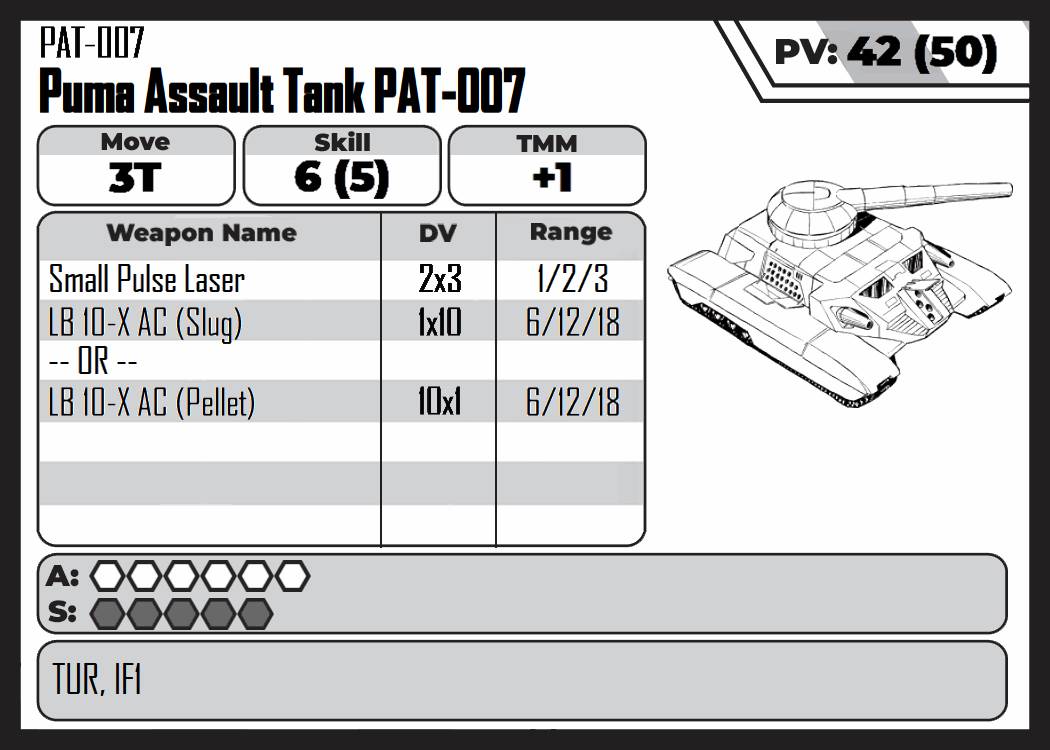 PAT-007
Puma Assault Tank PAT-007
PV: 42 (50)
Move Skill TMM
3T 6 (5) +1
Weapon Name DV Range
Small Pulse Laser 2x3 1/2/3
LB 10-X AC (Slug) 1x10 6/12/18
-- OR --
LB 10-X AC (Pellet) 10x1 6/12/18
A:
S:
TUR, IF1